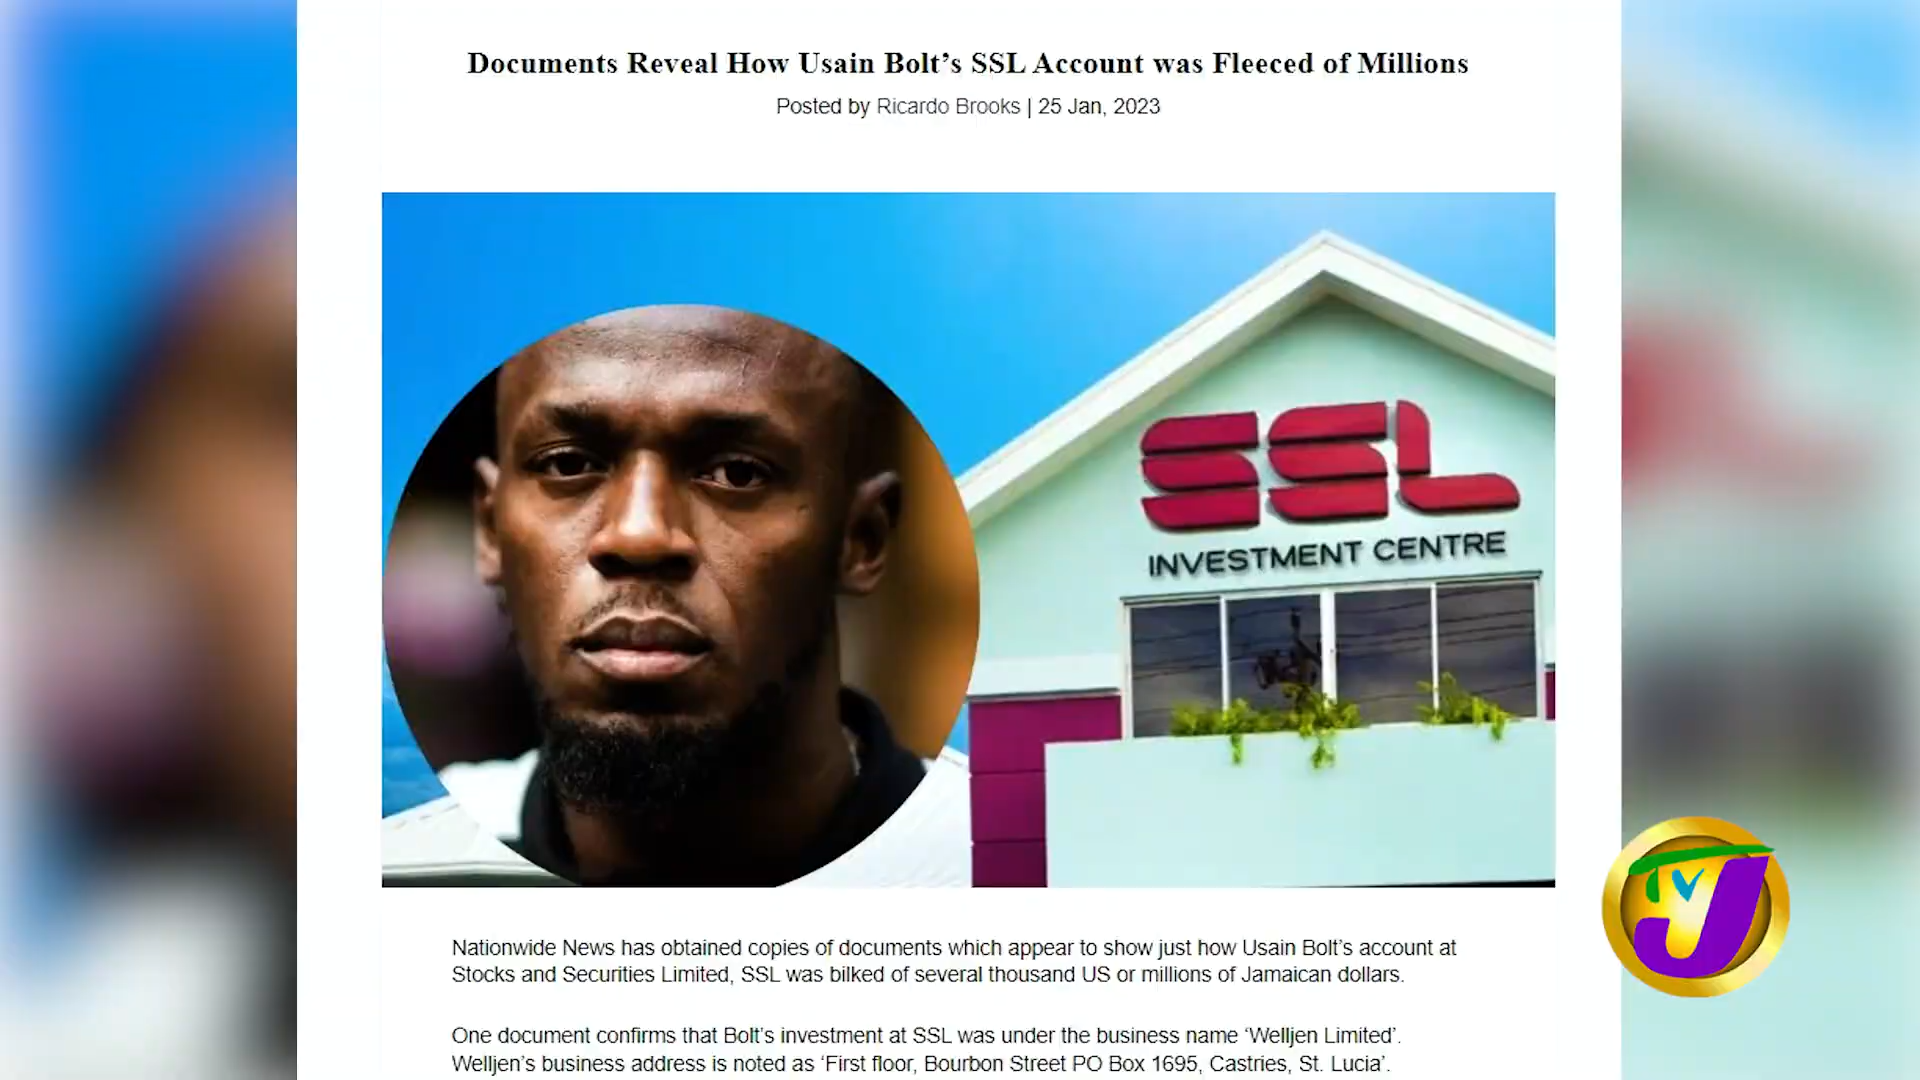 Documents Reveal How Usain Bolt’s SSL Account was Fleeced of Millions
Posted by Ricardo Brooks | 25 Jan, 2023
SSL
INVESTMENT CENTRE
Nationwide News has obtained copies of documents which appear to show just how Usain Bolt’s account at
Stocks and Securities Limited, SSL was bilked of several thousand US or millions of Jamaican dollars.
TVJ
One document confirms that Bolt’s investment at SSL was under the business name ‘Welljen Limited’.
Welljen’s business address is noted as ‘First floor, Bourbon Street PO Box 1695, Castries, St. Lucia’.